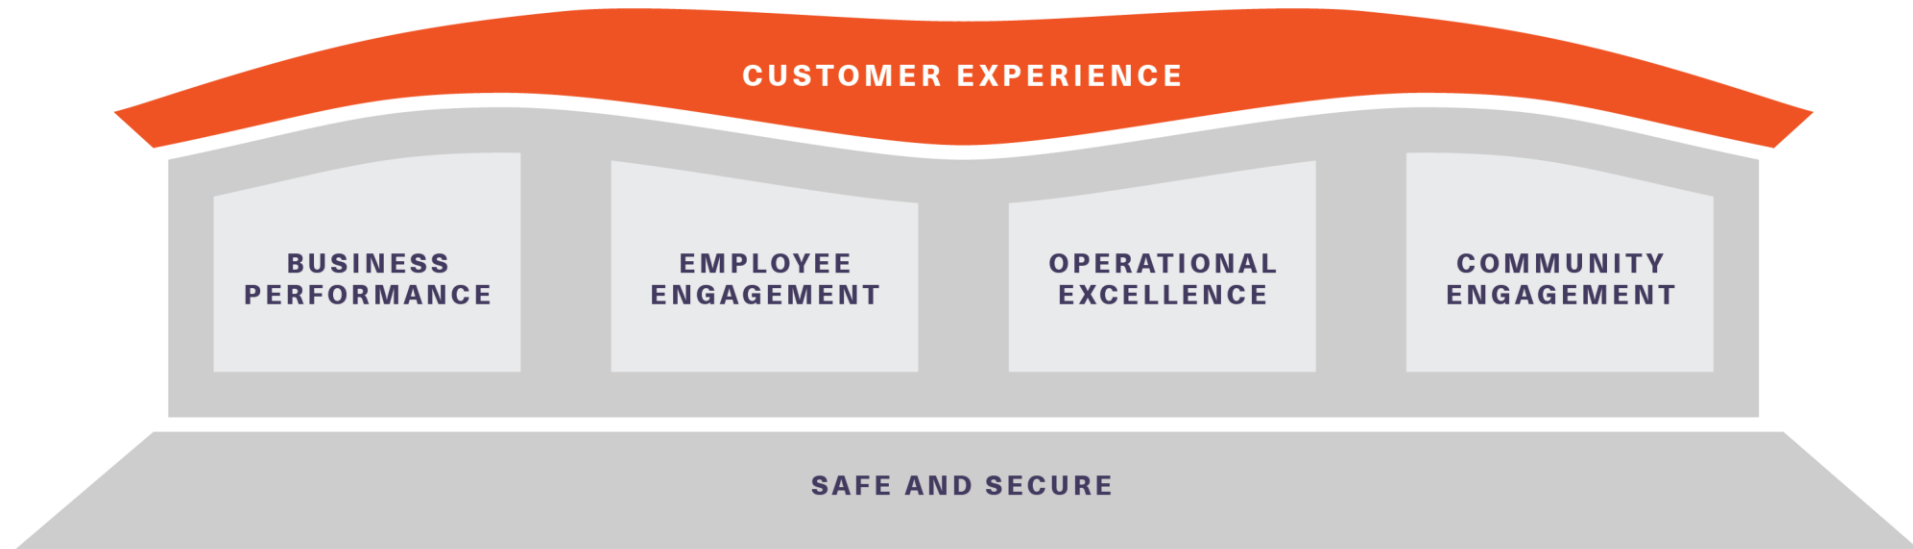 CUSTOMER EXPERIENCE
BUSINESS
PERFORMANCE
EMPLOYEE
ENGAGEMENT
OPERATIONAL
EXCELLENCE
COMMUNITY
ENGAGEMENT
SAFE AND SECURE